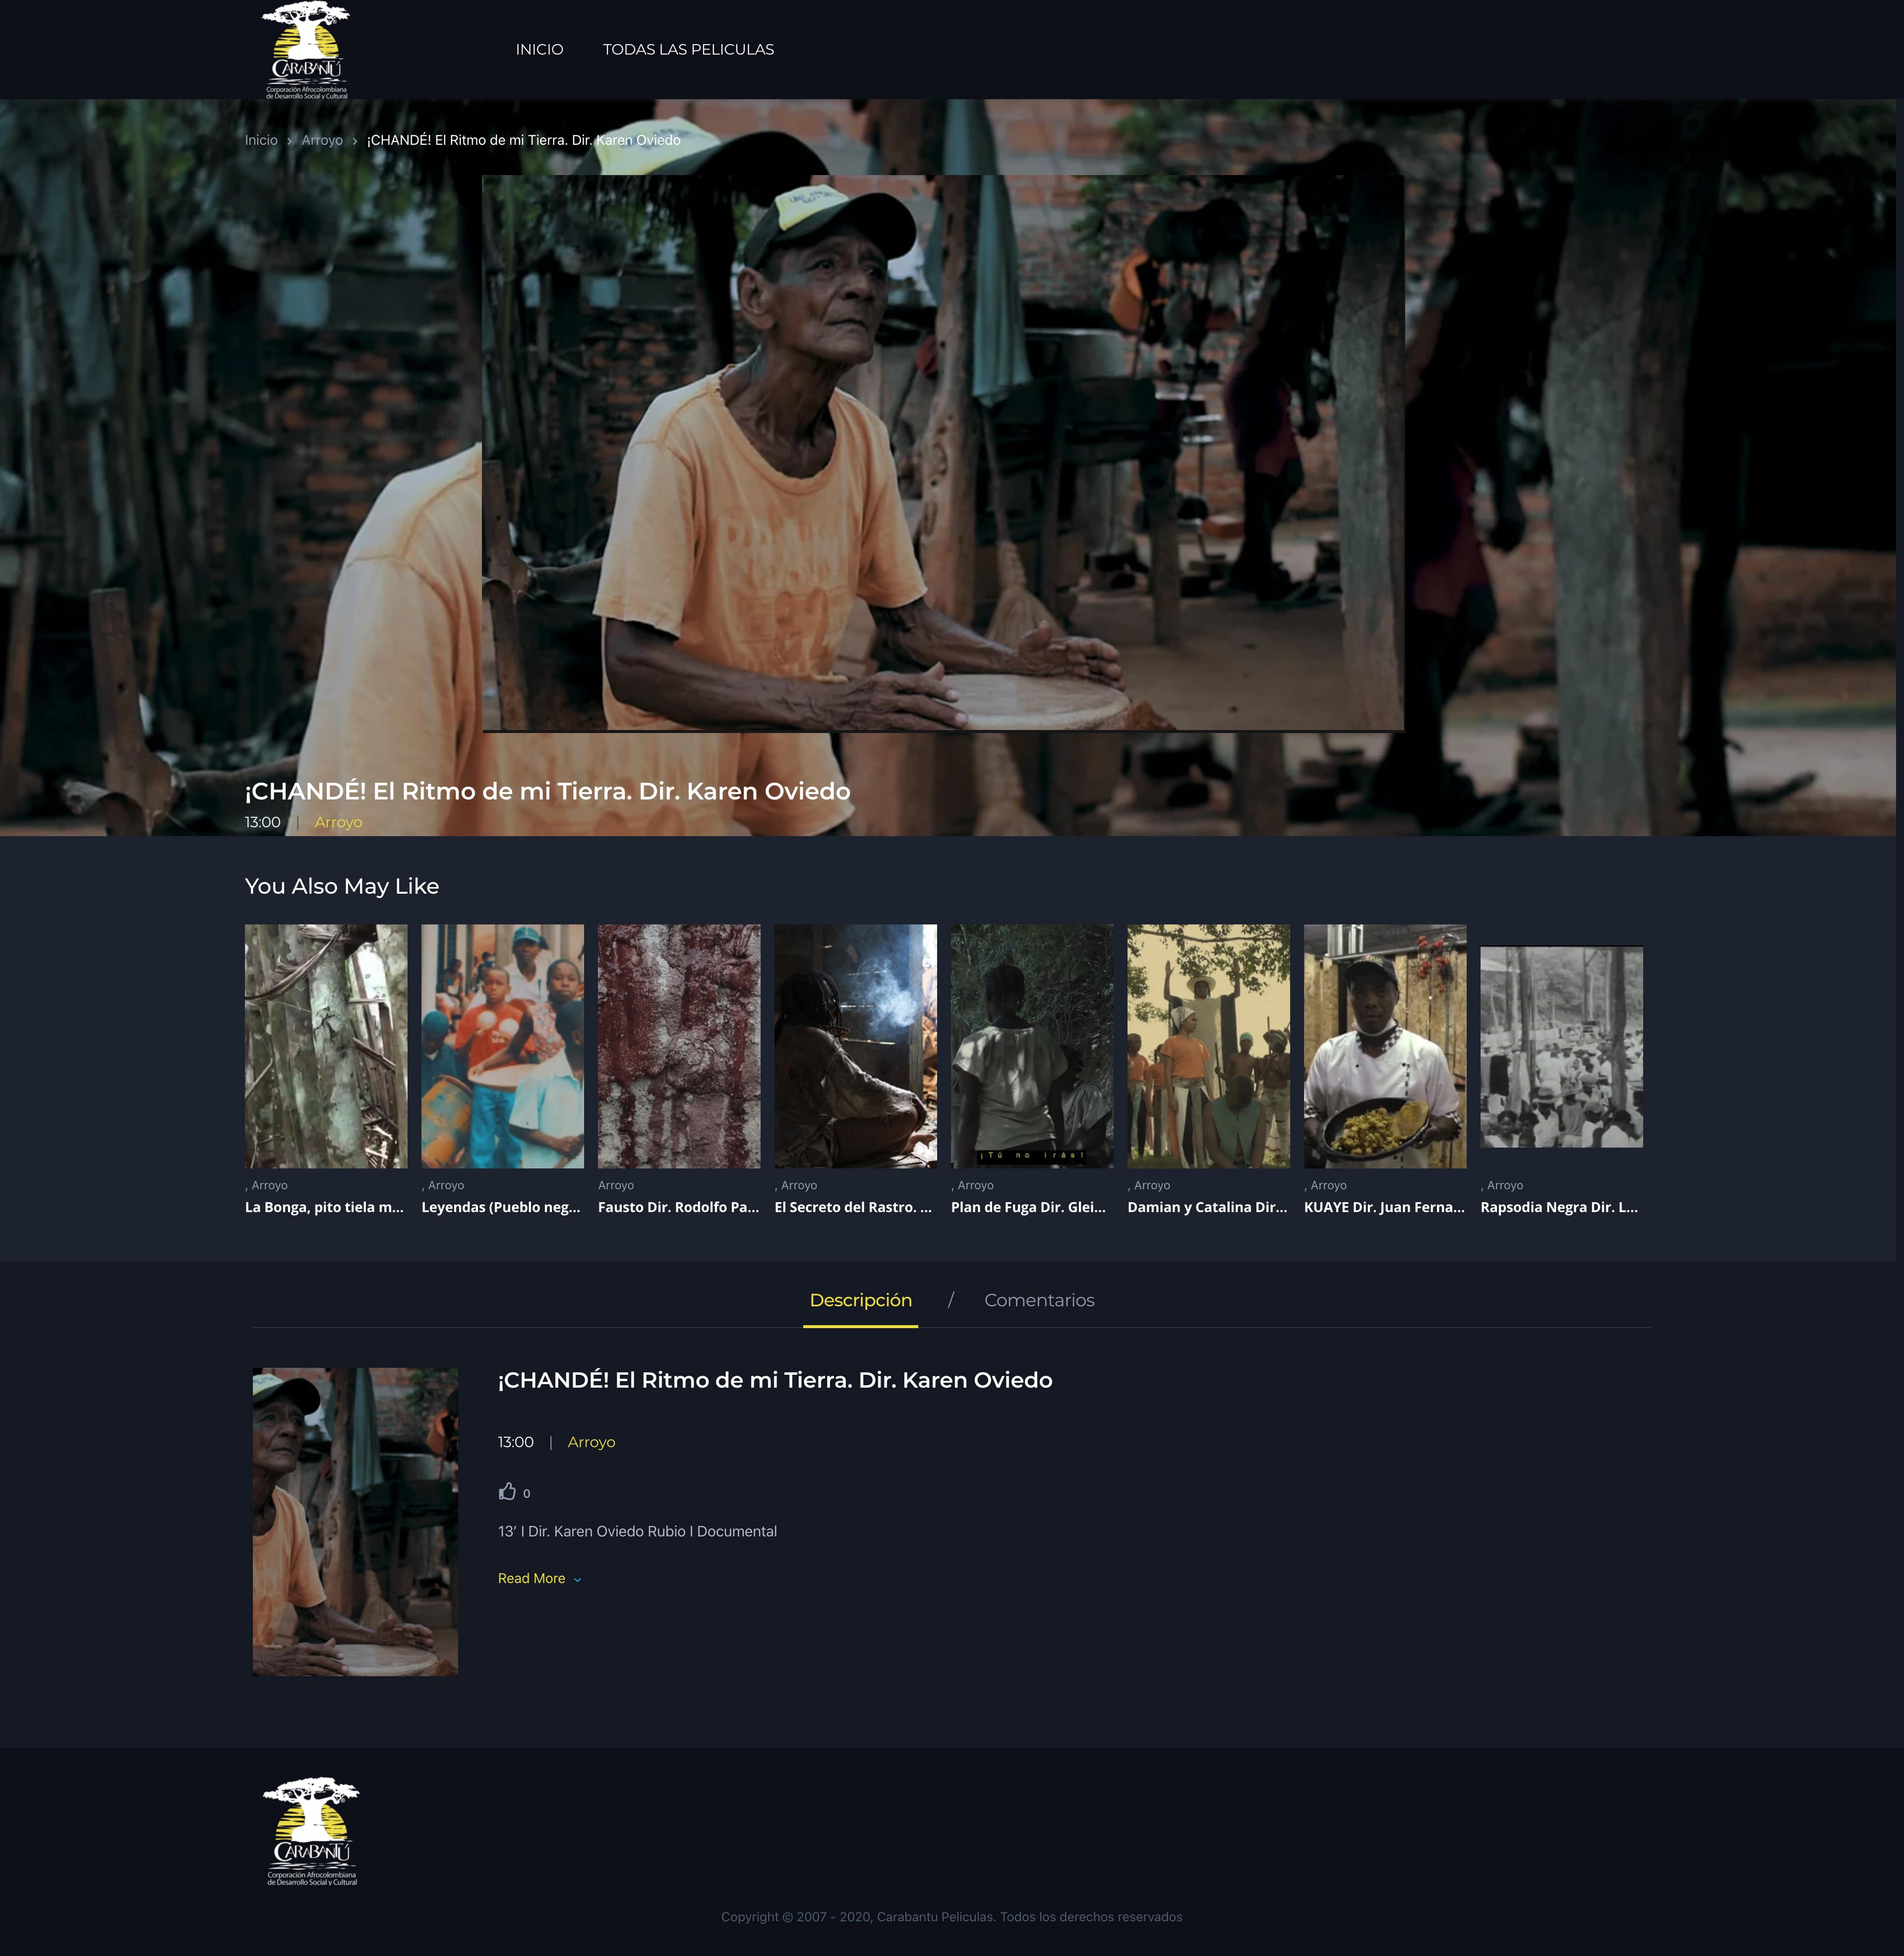 CARABANTÚ
Corporación Afrocolombiana
de Desarrollo Social y Cultural
INICIO
TODAS LAS PELICULAS
Inicio › Arroyo › ¡CHANDÉ! El Ritmo de mi Tierra. Dir. Karen Oviedo
¡CHANDÉ! El Ritmo de mi Tierra. Dir. Karen Oviedo
13:00 | Arroyo
You Also May Like
¡Tú no irás!
, Arroyo
La Bonga, pito tiela m...
, Arroyo
Leyendas (Pueblo neg...
Arroyo
Fausto Dir. Rodolfo Pa...
, Arroyo
El Secreto del Rastro. ...
, Arroyo
Plan de Fuga Dir. Glei...
, Arroyo
Damian y Catalina Dir...
, Arroyo
KUAYE Dir. Juan Ferna...
, Arroyo
Rapsodia Negra Dir. L...
Descripción / Comentarios
¡CHANDÉ! El Ritmo de mi Tierra. Dir. Karen Oviedo
13:00 | Arroyo
0
13’ I Dir. Karen Oviedo Rubio I Documental
Read More
CARABANTÚ
Corporación Afrocolombiana
de Desarrollo Social y Cultural
Copyright © 2007 - 2020, Carabantu Peliculas. Todos los derechos reservados